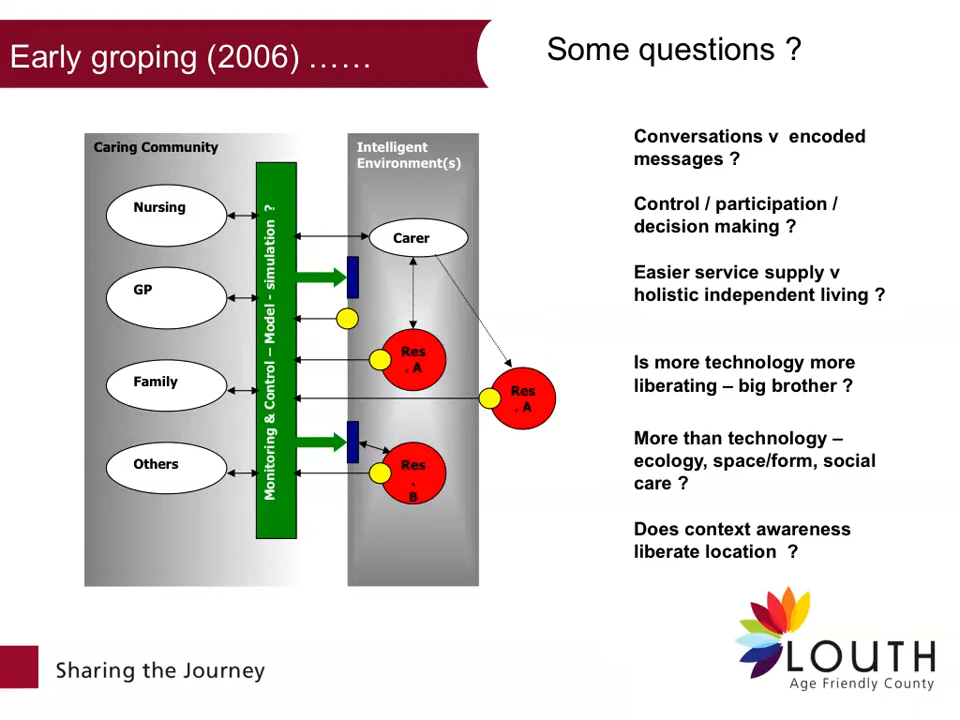 Early groping (2006) ……
Some questions ?
Caring Community
Nursing
GP
Family
Others
Monitoring & Control – Model - simulation ?
Intelligent
Environment(s)
Carer
Res
. A
Res
. A
Res
.
B
Conversations v  encoded
messages ?
Control / participation /
decision making ?
Easier service supply v
holistic independent living ?
Is more technology more
liberating – big brother ?
More than technology –
ecology, space/form, social
care ?
Does context awareness
liberate location  ?
Sharing the Journey
LOUTH
Age Friendly County